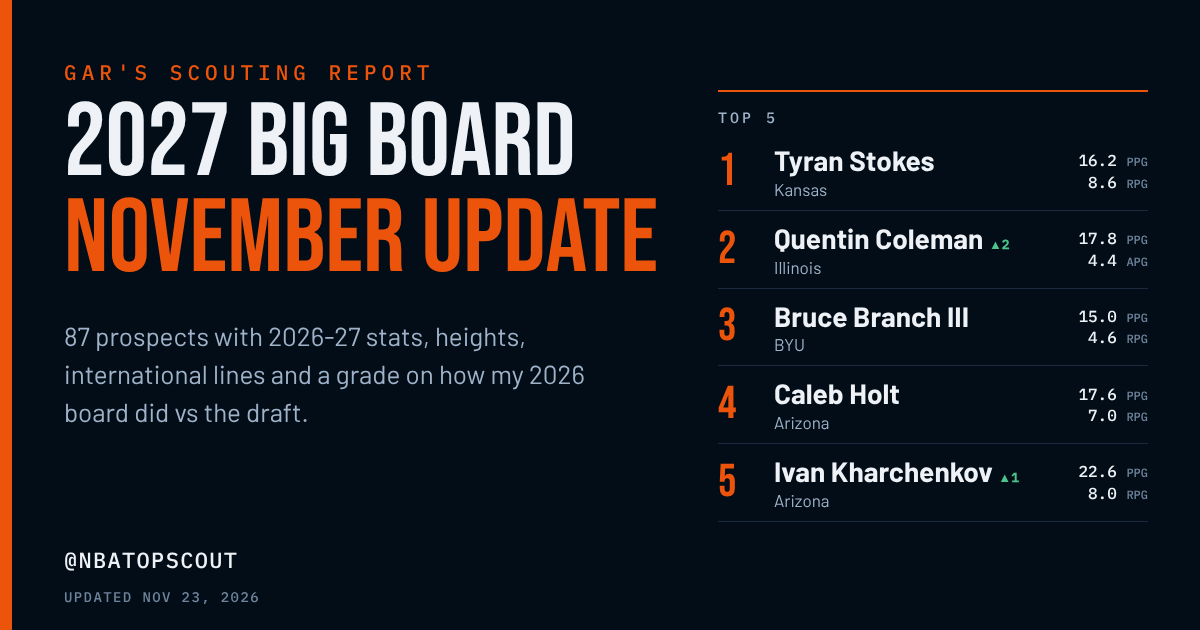 GAR'S SCOUTING REPORT
2027 BIG BOARD
NOVEMBER UPDATE
87 prospects with 2026-27 stats, heights,
international lines and a grade on how my 2026
board did vs the draft.
@NBATOPSCOUT
UPDATED NOV 23, 2026
TOP 5
1 Tyran Stokes 16.2 PPG
Kansas 8.6 RPG
2 Quentin Coleman ▲2 17.8 PPG
Illinois 4.4 APG
3 Bruce Branch III 15.0 PPG
BYU 4.6 RPG
4 Caleb Holt 17.6 PPG
Arizona 7.0 RPG
5 Ivan Kharchenkov ▲1 22.6 PPG
Arizona 8.0 RPG